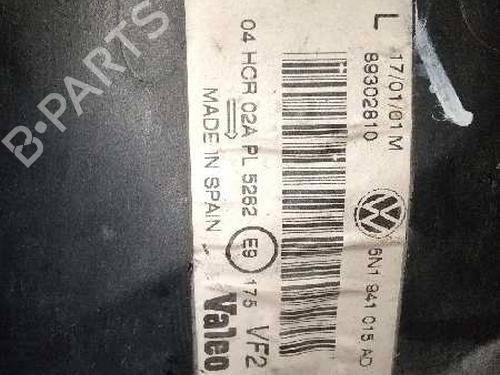 L 17/01/01 M
89302810
6N1 941 015 AD
04 HCR 02A PL 5262 E9 175 VF2
MADE IN SPAIN
Valeo
B-PARTS